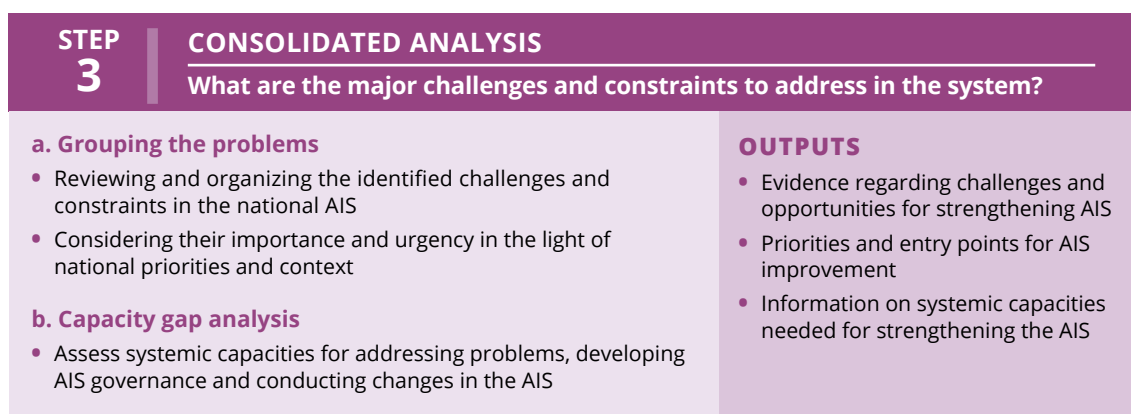 STEP
3
CONSOLIDATED ANALYSIS
What are the major challenges and constraints to address in the system?
a. Grouping the problems
• Reviewing and organizing the identified challenges and
constraints in the national AIS
• Considering their importance and urgency in the light of
national priorities and context
b. Capacity gap analysis
• Assess systemic capacities for addressing problems, developing
AIS governance and conducting changes in the AIS
OUTPUTS
• Evidence regarding challenges and
opportunities for strengthening AIS
• Priorities and entry points for AIS
improvement
• Information on systemic capacities
needed for strengthening the AIS